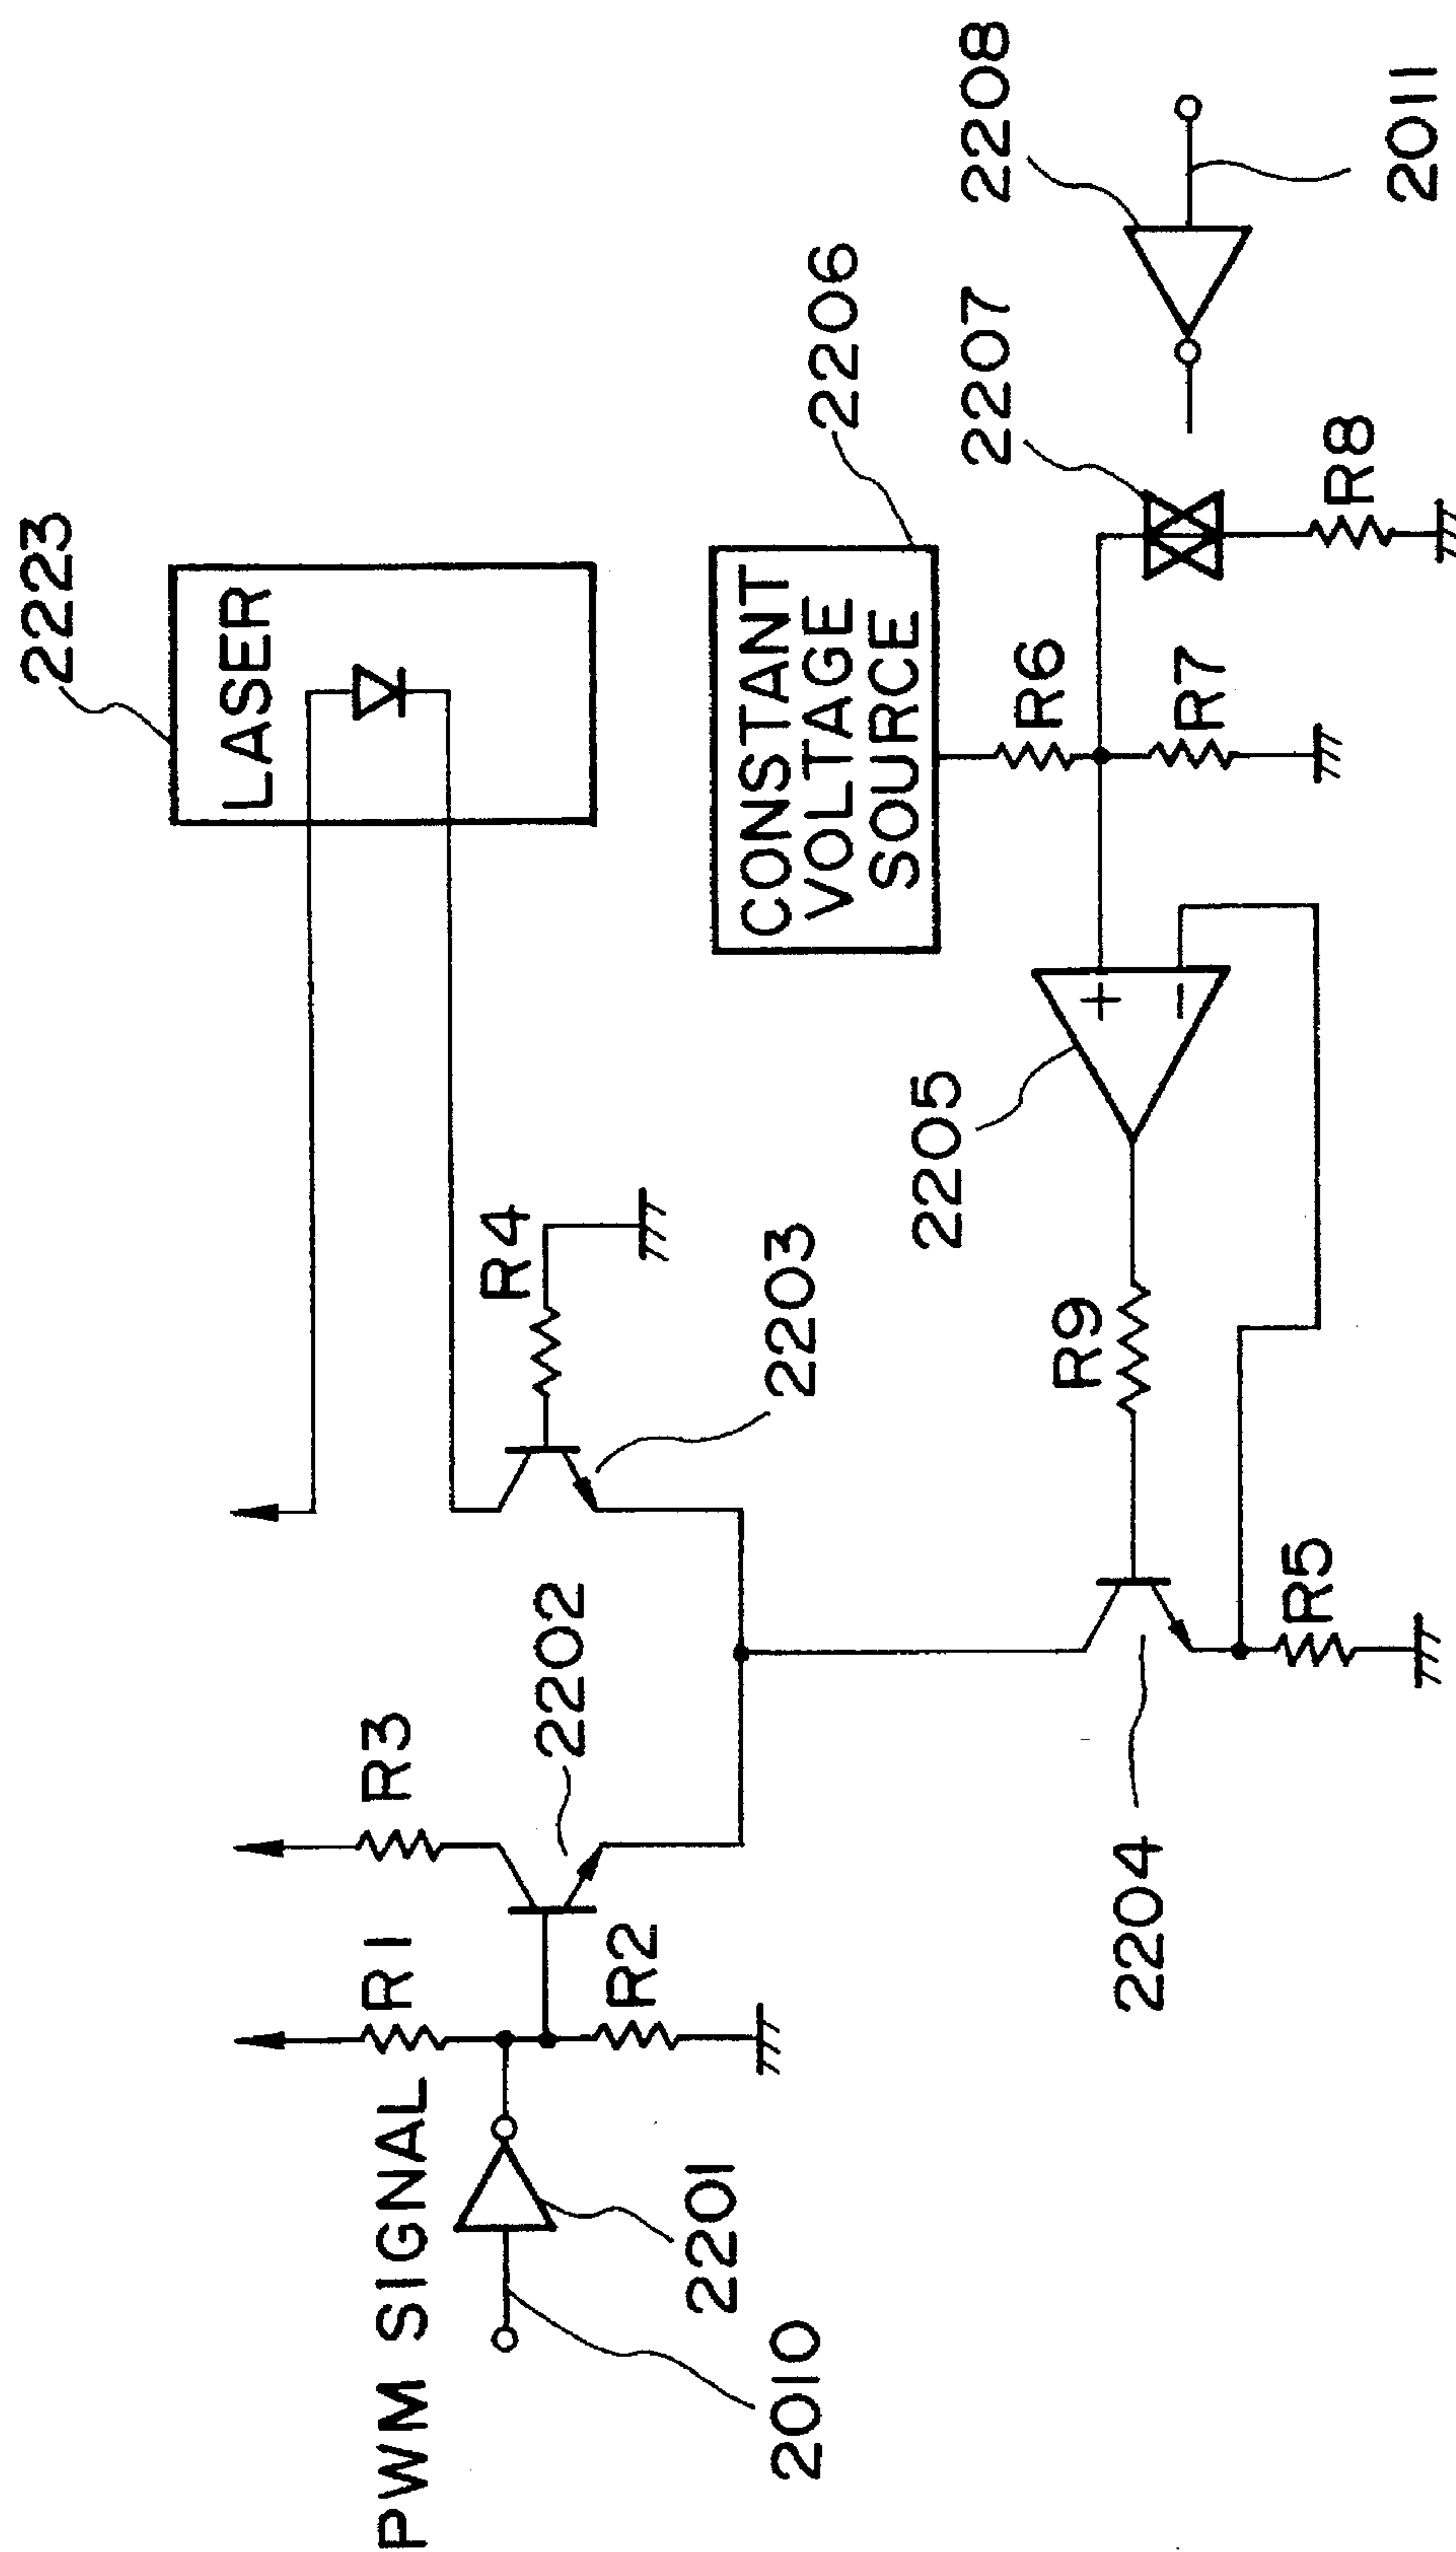 2223
LASER
PWM SIGNAL
R1
R3
R4
2010
2201
R2
2202
2203
CONSTANT
VOLTAGE
SOURCE
2206
2204
R9
2205
R6
2207
2208
R5
R7
R8
2011